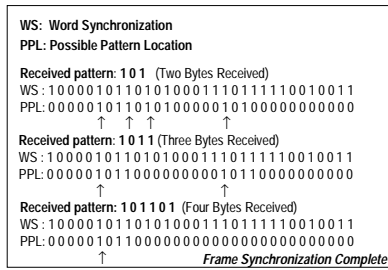 WS: Word Synchronization
PPL: Possible Pattern Location
Received pattern: 1 0 1 (Two Bytes Received)
WS : 1 0 0 0 0 1 0 1 1 0 1 0 1 0 0 0 1 1 1 0 1 1 1 1 1 0 0 1 0 0 1 1
PPL: 0 0 0 0 0 1 0 1 1 0 1 0 1 0 0 0 0 0 1 0 1 0 0 0 0 0 0 0 0 0 0 0
↑ ↑ ↑ ↑
Received pattern: 1 0 1 1 (Three Bytes Received)
WS : 1 0 0 0 0 1 0 1 1 0 1 0 1 0 0 0 1 1 1 0 1 1 1 1 1 0 0 1 0 0 1 1
PPL: 0 0 0 0 0 1 0 1 1 0 0 0 0 0 0 0 0 0 1 0 1 1 0 0 0 0 0 0 0 0 0 0
↑ ↑
Received pattern: 1 0 1 1 0 1 (Four Bytes Received)
WS : 1 0 0 0 0 1 0 1 1 0 1 0 1 0 0 0 1 1 1 0 1 1 1 1 1 0 0 1 0 0 1 1
PPL: 0 0 0 0 0 1 0 1 1 0 0 0 0 0 0 0 0 0 0 0 0 0 0 0 0 0 0 0 0 0 0 0
↑ Frame Synchronization Complete